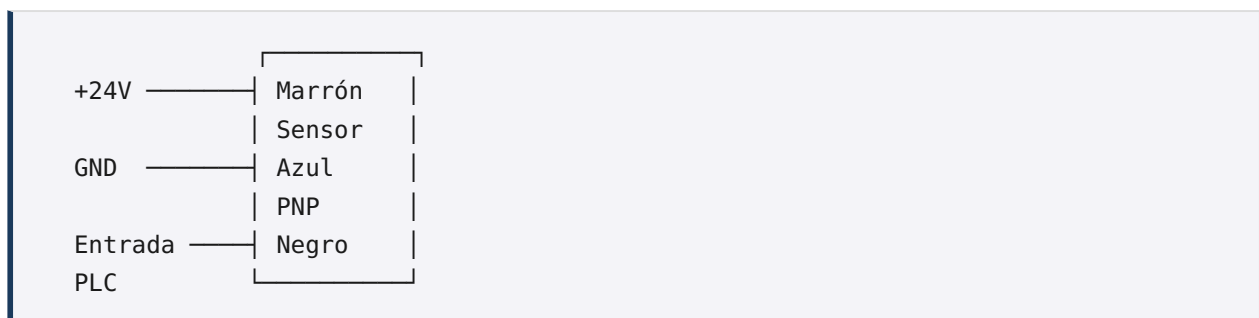 +24V Marrón
Sensor
GND Azul
PNP
Entrada Negro
PLC